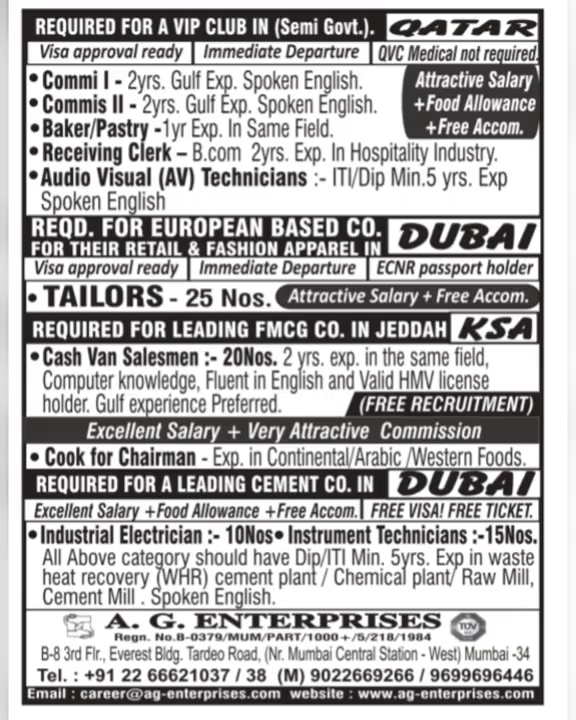 REQUIRED FOR A VIP CLUB IN (Semi Govt.). QATAR
Visa approval ready | Immediate Departure | QVC Medical not required.
• Commi I - 2yrs. Gulf Exp. Spoken English.
• Commis II - 2yrs. Gulf Exp. Spoken English.
• Baker/Pastry -1yr Exp. In Same Field.
Attractive Salary
+Food Allowance
+Free Accom.
• Receiving Clerk – B.com 2yrs. Exp. In Hospitality Industry.
• Audio Visual (AV) Technicians :- ITI/Dip Min.5 yrs. Exp
Spoken English
REQD. FOR EUROPEAN BASED CO.
FOR THEIR RETAIL & FASHION APPAREL IN DUBAI
Visa approval ready | Immediate Departure | ECNR passport holder
• TAILORS - 25 Nos. Attractive Salary + Free Accom.
REQUIRED FOR LEADING FMCG CO. IN JEDDAH KSA
• Cash Van Salesmen :- 20Nos. 2 yrs. exp. in the same field,
Computer knowledge, Fluent in English and Valid HMV license
holder. Gulf experience Preferred. (FREE RECRUITMENT)
Excellent Salary + Very Attractive Commission
• Cook for Chairman - Exp. in Continental/Arabic /Western Foods.
REQUIRED FOR A LEADING CEMENT CO. IN DUBAI
Excellent Salary +Food Allowance +Free Accom. | FREE VISA! FREE TICKET.
• Industrial Electrician :- 10Nos • Instrument Technicians :-15Nos.
All Above category should have Dip/ITI Min. 5yrs. Exp in waste
heat recovery (WHR) cement plant / Chemical plant/ Raw Mill,
Cement Mill . Spoken English.
A. G. ENTERPRISES
TUV
Regn. No.B-0379/MUM/PART/1000+/5/218/1984
B-8 3rd Flr., Everest Bldg. Tardeo Road, (Nr. Mumbai Central Station - West) Mumbai -34
Tel. : +91 22 66621037 / 38 (M) 9022669266 / 9699696446
Email : career@ag-enterprises.com website : www.ag-enterprises.com